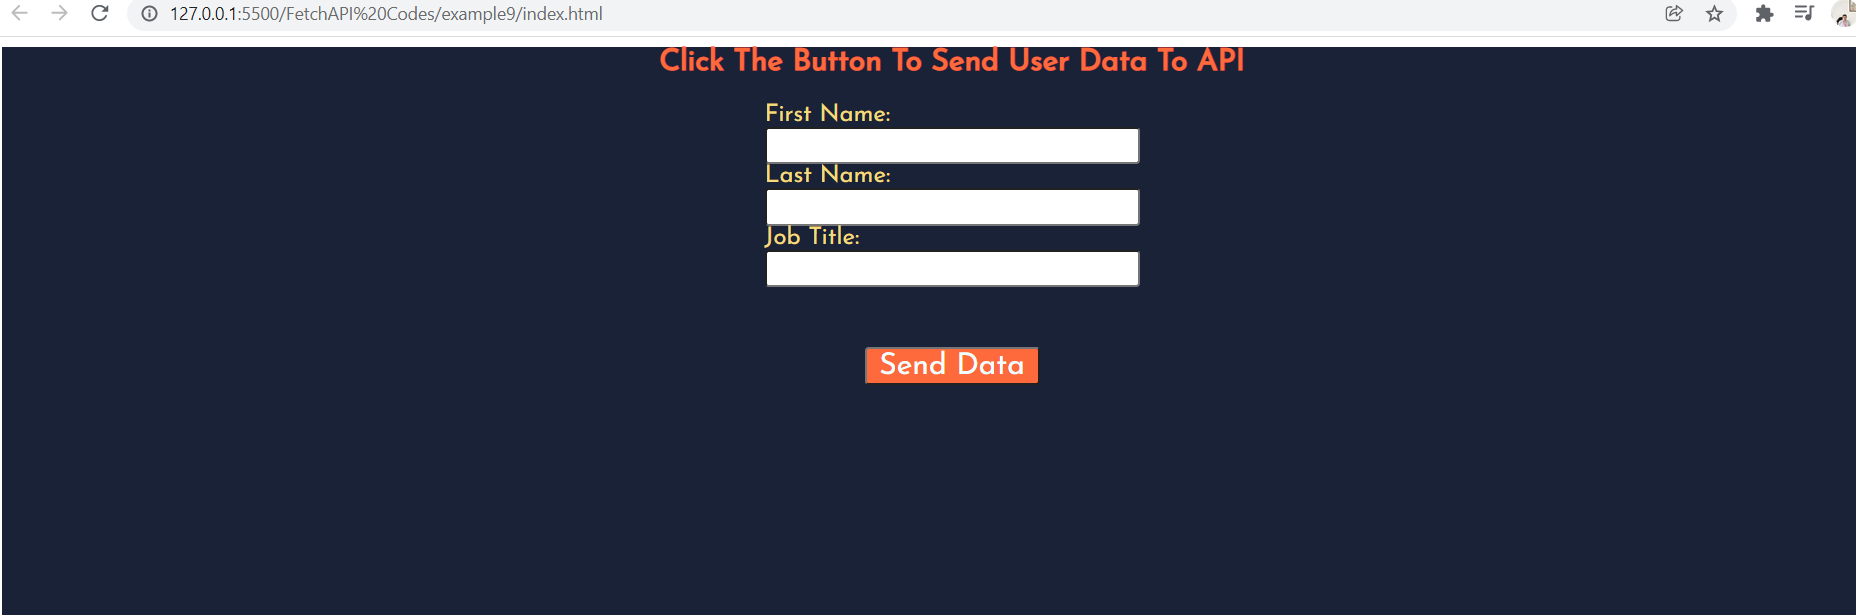 127.0.0.1:5500/FetchAPI%20Codes/example9/index.html
Click The Button To Send User Data To API
First Name:
Last Name:
Job Title:
Send Data